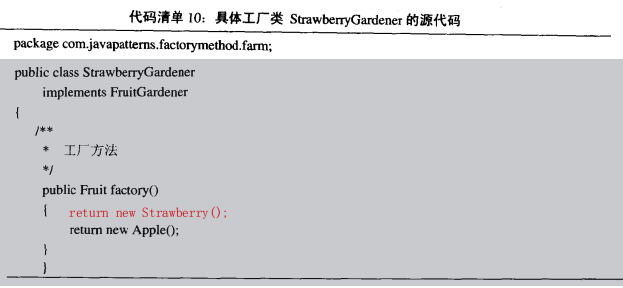 代码清单 10：具体工厂类 StrawberryGardener 的源代码
package com.javapatterns.factorymethod.farm;
public class StrawberryGardener
implements FruitGardener
{
/**
* 工厂方法
*/
public Fruit factory()
{ return new Strawberry();
return new Apple();
}
}